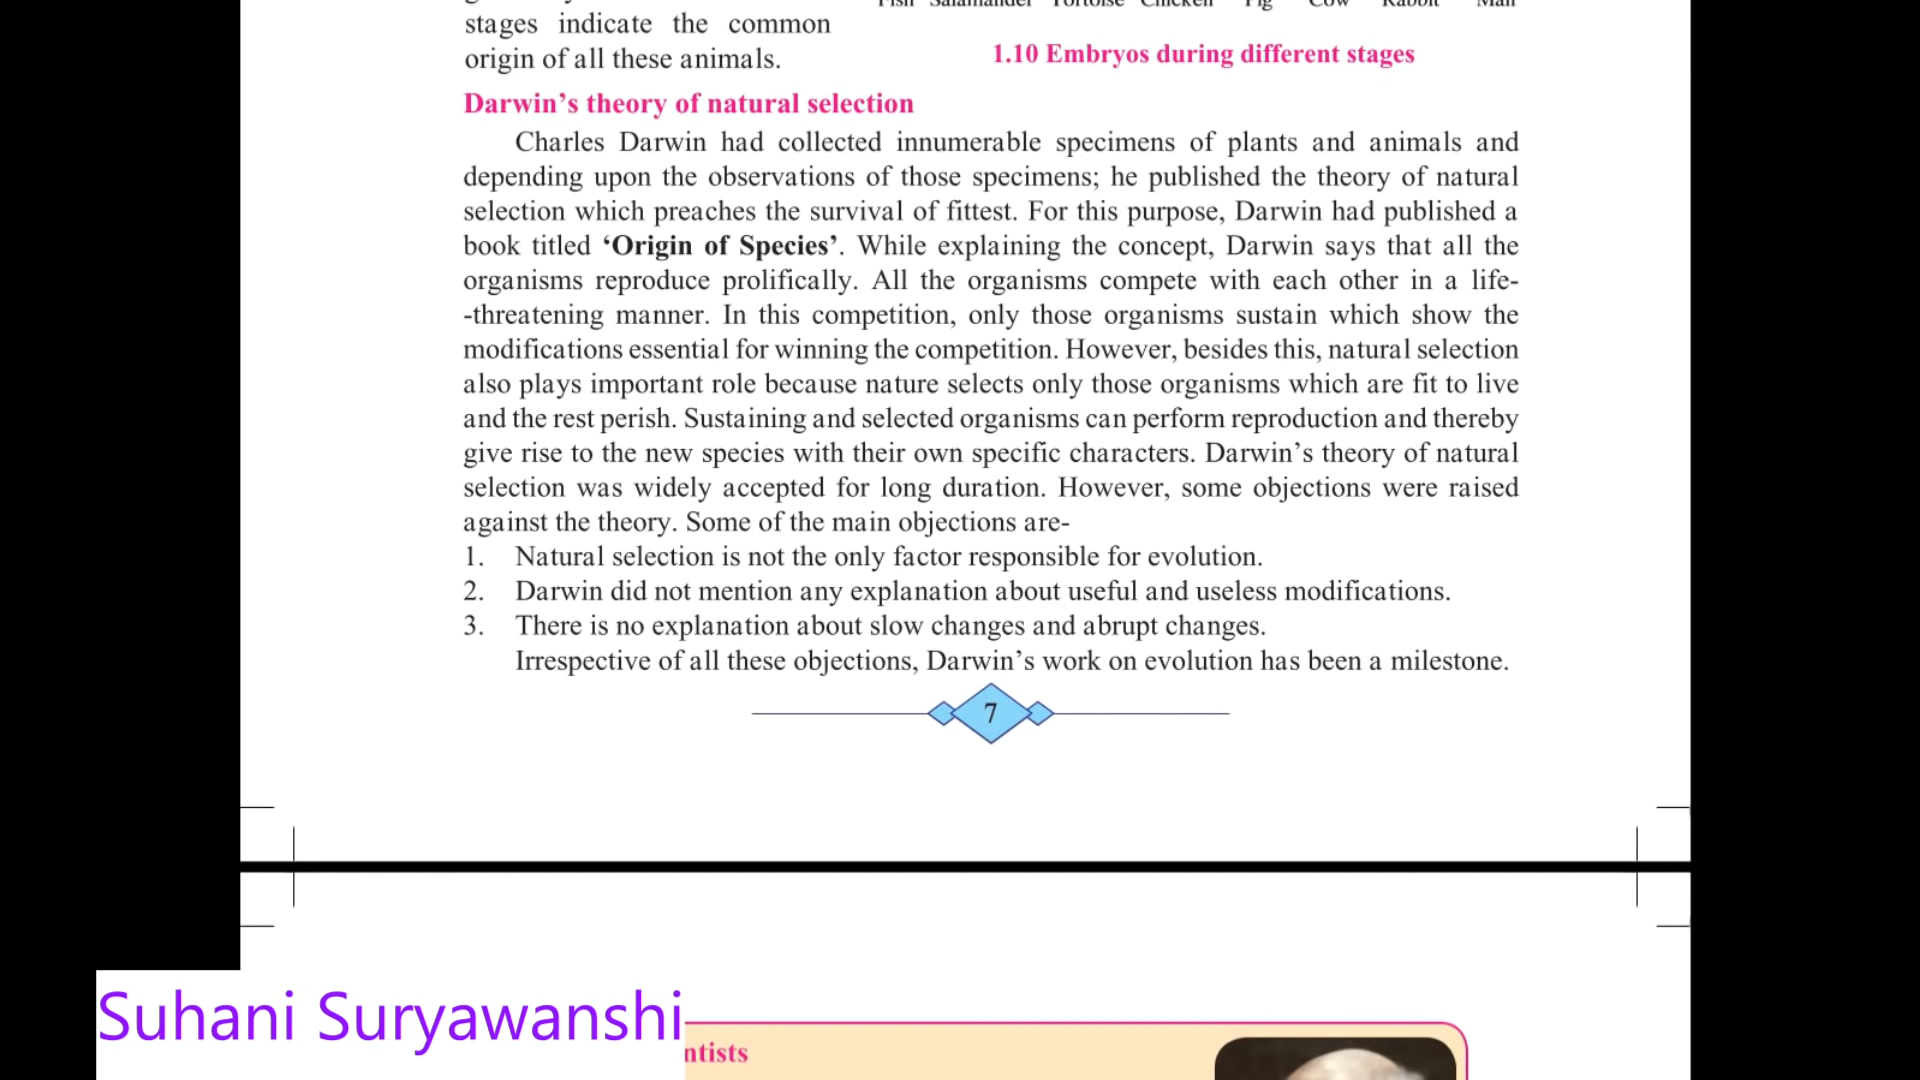 Fish Salamander Tortoise Chicken Pig Cow Rabbit Man
stages indicate the common
origin of all these animals.
1.10 Embryos during different stages
Darwin’s theory of natural selection
Charles Darwin had collected innumerable specimens of plants and animals and
depending upon the observations of those specimens; he published the theory of natural
selection which preaches the survival of fittest. For this purpose, Darwin had published a
book titled ‘Origin of Species’. While explaining the concept, Darwin says that all the
organisms reproduce prolifically. All the organisms compete with each other in a life-
-threatening manner. In this competition, only those organisms sustain which show the
modifications essential for winning the competition. However, besides this, natural selection
also plays important role because nature selects only those organisms which are fit to live
and the rest perish. Sustaining and selected organisms can perform reproduction and thereby
give rise to the new species with their own specific characters. Darwin’s theory of natural
selection was widely accepted for long duration. However, some objections were raised
against the theory. Some of the main objections are-
1. Natural selection is not the only factor responsible for evolution.
2. Darwin did not mention any explanation about useful and useless modifications.
3. There is no explanation about slow changes and abrupt changes.
Irrespective of all these objections, Darwin’s work on evolution has been a milestone.
7
Suhani Suryawanshi
ntists